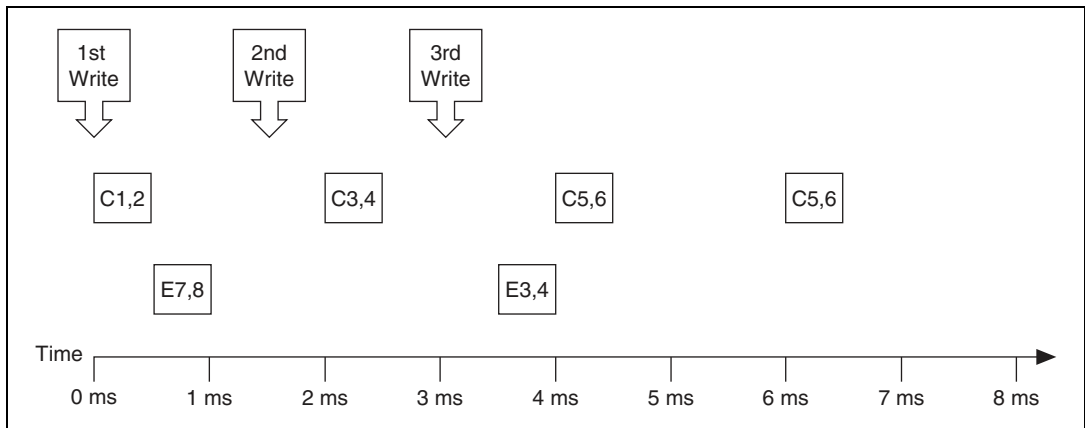 1st
Write
2nd
Write
3rd
Write
C1,2
C3,4
C5,6
C5,6
E7,8
E3,4
Time
0 ms
1 ms
2 ms
3 ms
4 ms
5 ms
6 ms
7 ms
8 ms